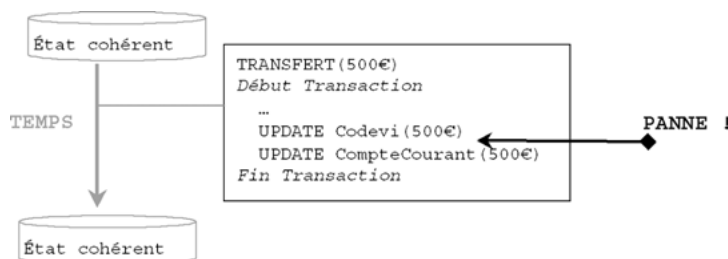 État cohérent
TRANSFERT(500€)
Début Transaction
…
TEMPS
UPDATE Codevi(500€)
PANNE !
UPDATE CompteCourant(500€)
Fin Transaction
État cohérent